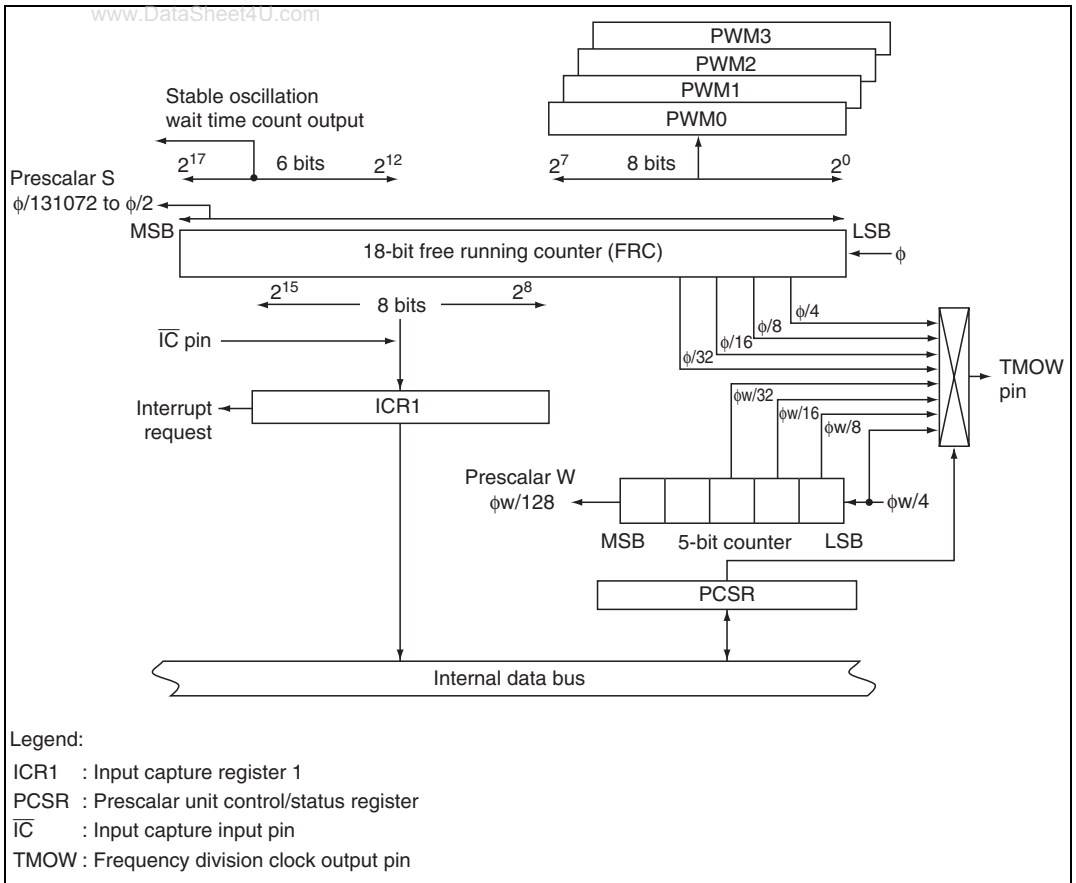 www.DataSheet4U.com
PWM3
PWM2
PWM1
PWM0
Stable oscillation
wait time count output
2^17 6 bits 2^12
2^7 8 bits 2^0
Prescalar S
ϕ/131072 to ϕ/2
MSB
LSB
18-bit free running counter (FRC)
ϕ
2^15 8 bits 2^8
ϕ/4
ϕ/8
ϕ/16
ϕ/32
I̅C̅ pin
TMOW
pin
ICR1
Interrupt
request
ϕw/32
ϕw/16
ϕw/8
Prescalar W
ϕw/128
ϕw/4
MSB 5-bit counter LSB
PCSR
Internal data bus
Legend:
ICR1 : Input capture register 1
PCSR : Prescalar unit control/status register
I̅C̅ : Input capture input pin
TMOW : Frequency division clock output pin